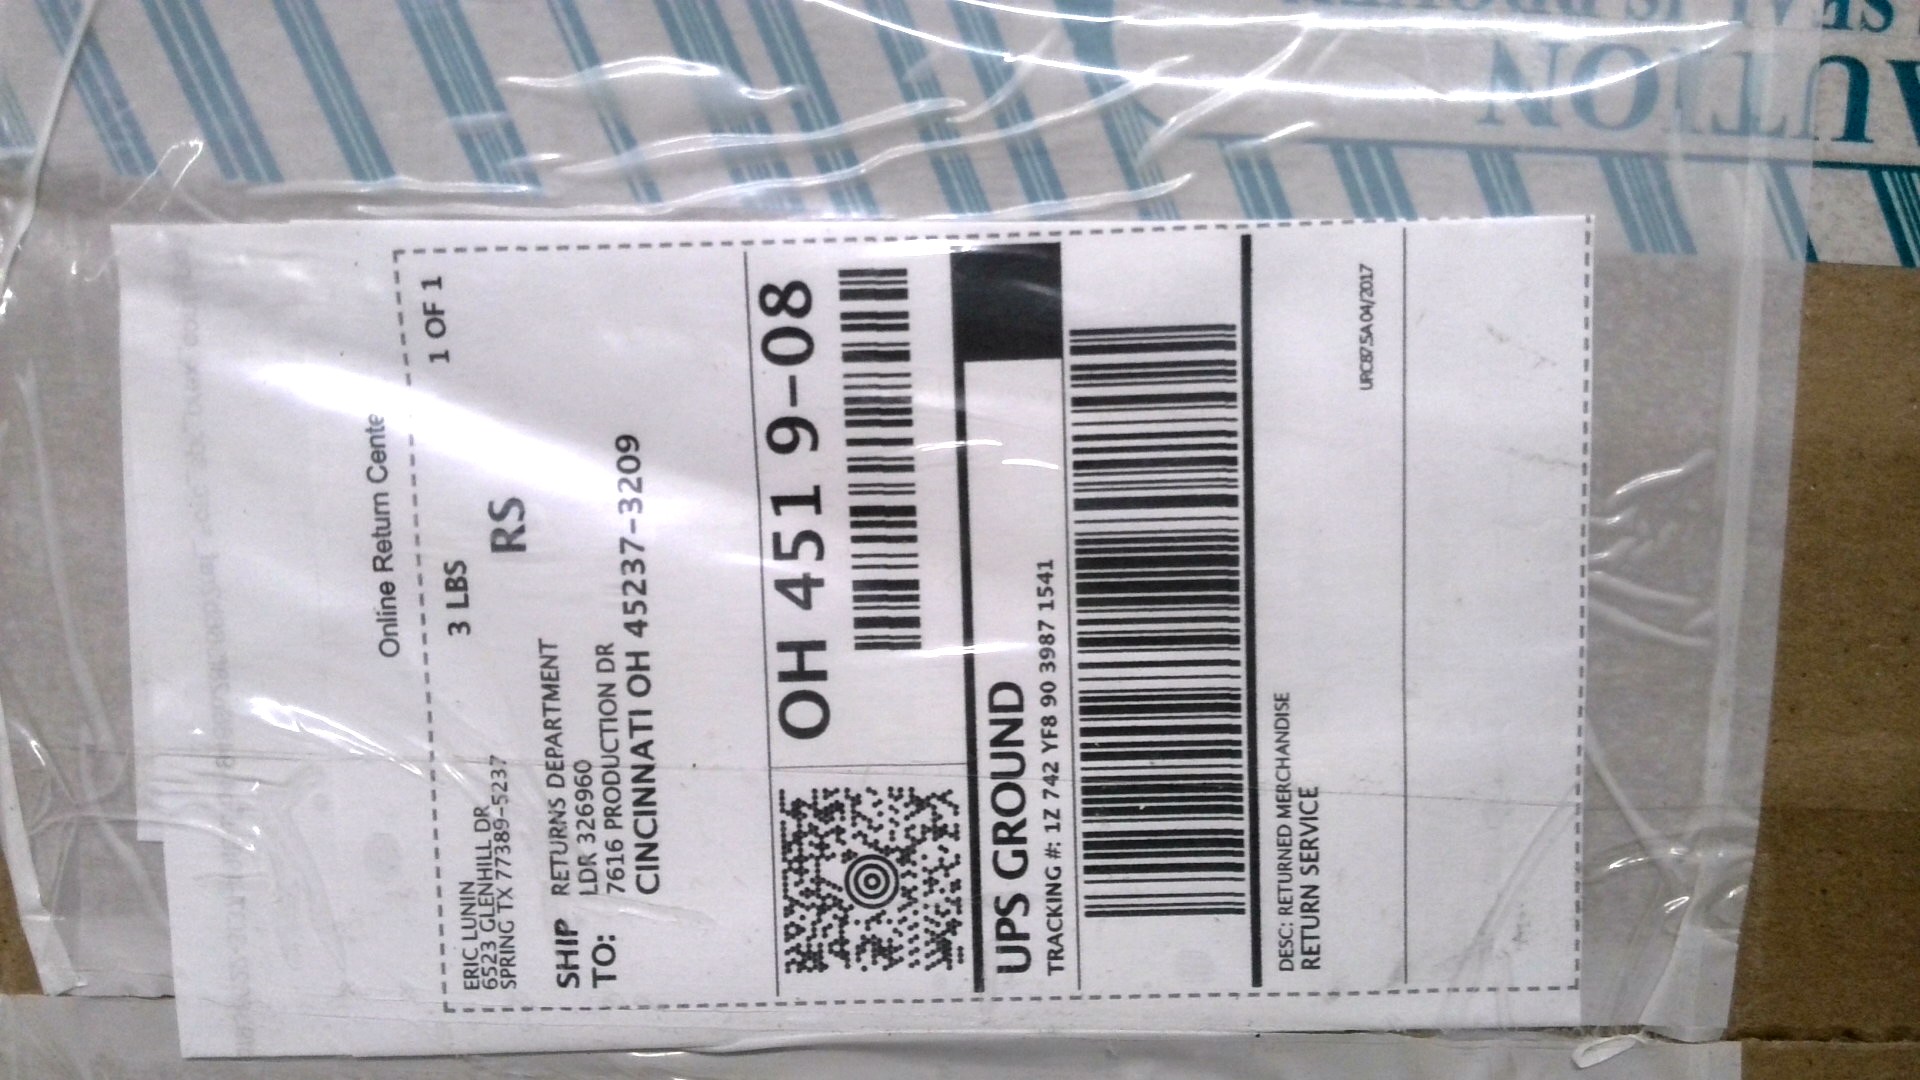 Online Return Cente
1 OF 1
3 LBS
RS
ERIC LUNIN
6523 GLENHILL DR
SPRING TX 77389-5237
SHIP TO:
RETURNS DEPARTMENT
LDR 326960
7616 PRODUCTION DR
CINCINNATI OH 45237-3209
OH 451 9-08
UPS GROUND
TRACKING #: 1Z 742 YF8 90 3987 1541
DESC: RETURNED MERCHANDISE
RETURN SERVICE
URC87.5A 04/2017
AUTION